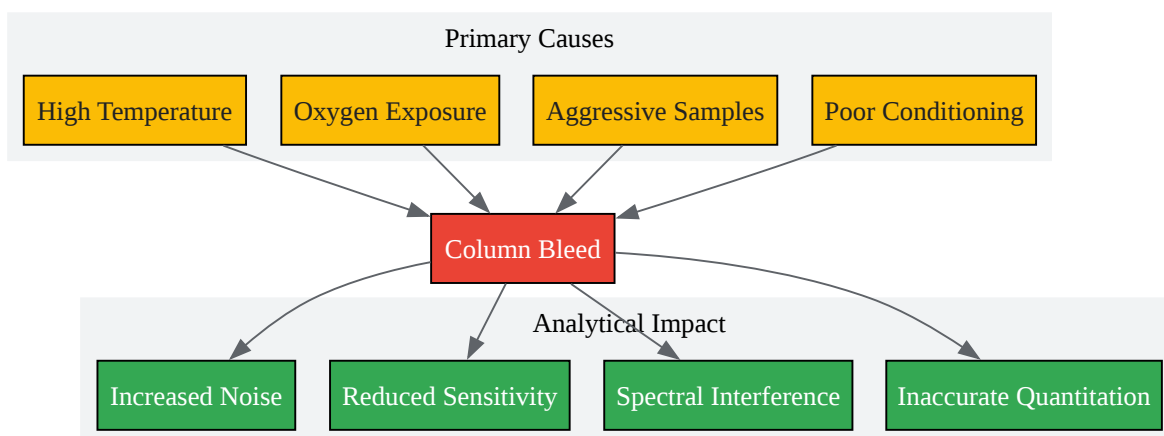 Primary Causes
High Temperature
Oxygen Exposure
Aggressive Samples
Poor Conditioning
Column Bleed
Analytical Impact
Increased Noise
Reduced Sensitivity
Spectral Interference
Inaccurate Quantitation